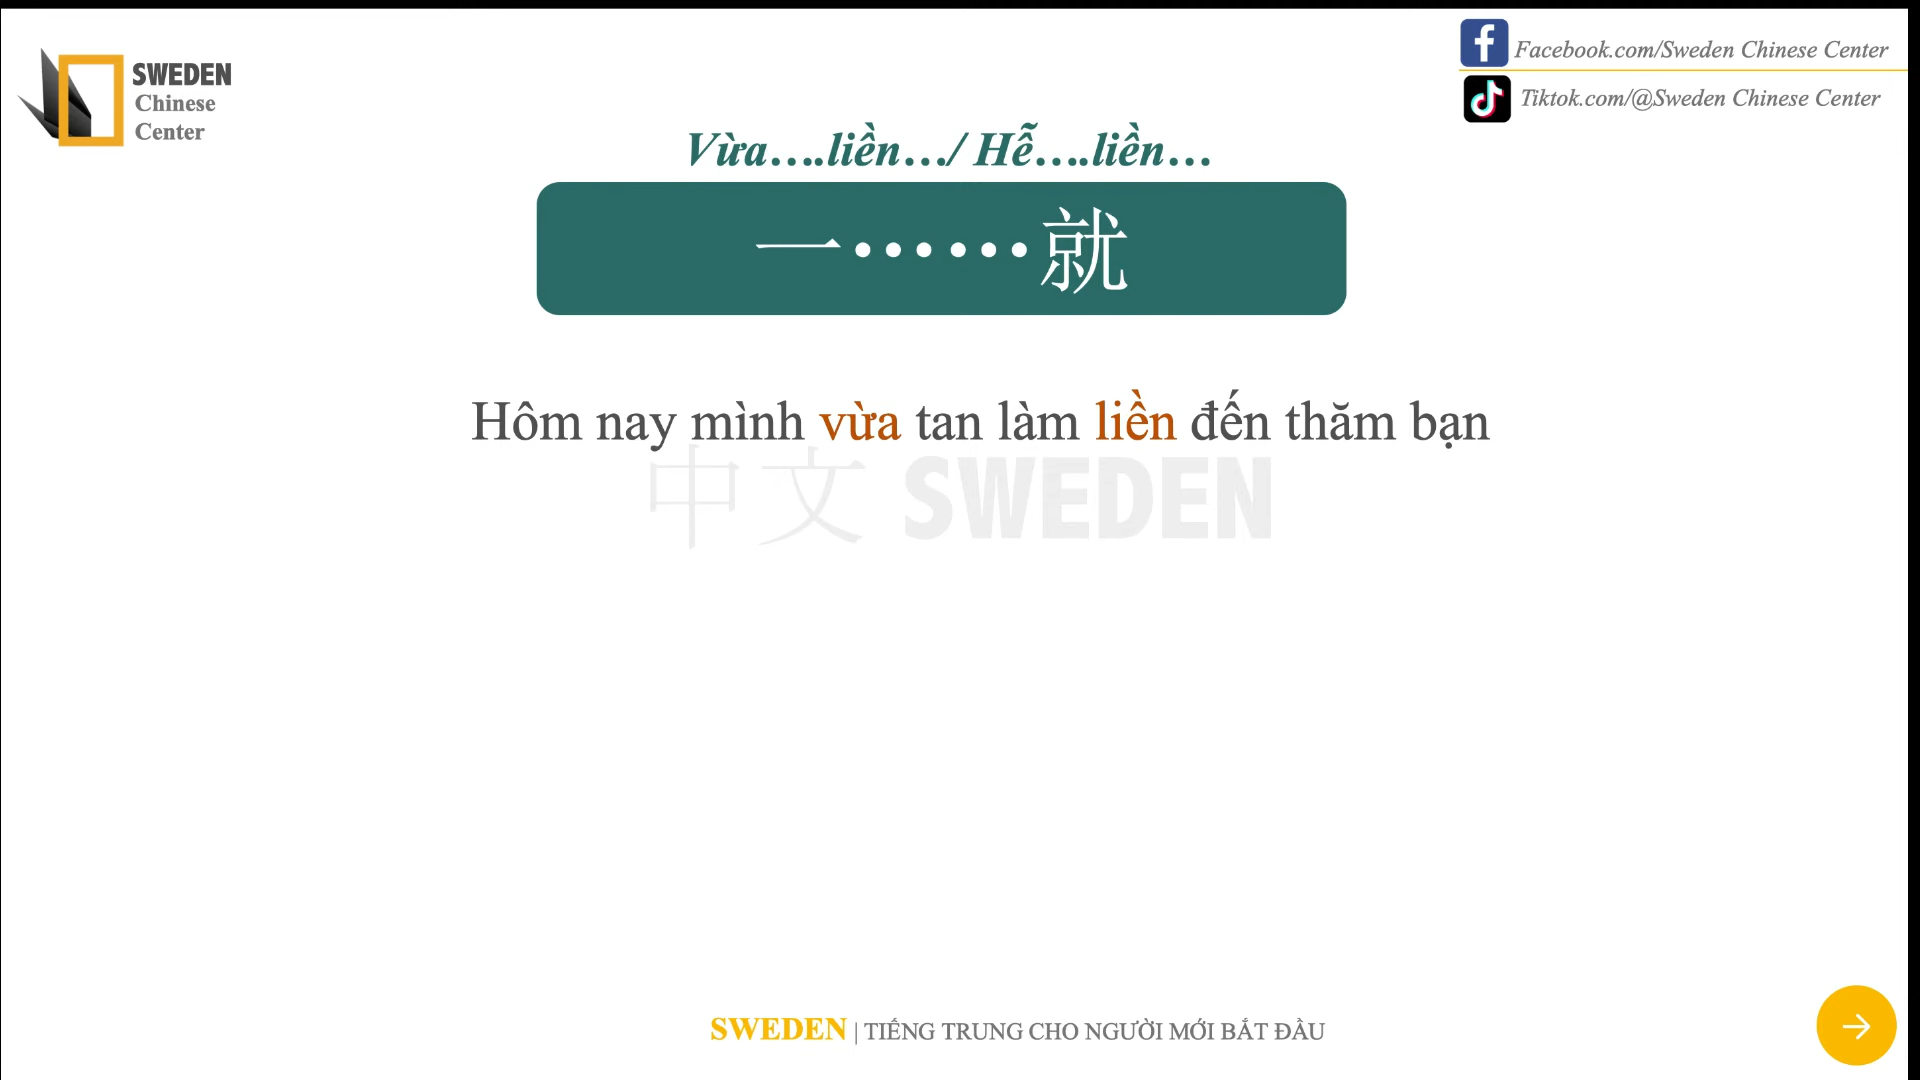 SWEDEN
Chinese
Center
Facebook.com/Sweden Chinese Center
Tiktok.com/@Sweden Chinese Center
Vừa….liền…/ Hễ….liền…
一……就
Hôm nay mình vừa tan làm liền đến thăm bạn
中文 SWEDEN
SWEDEN | TIẾNG TRUNG CHO NGƯỜI MỚI BẮT ĐẦU